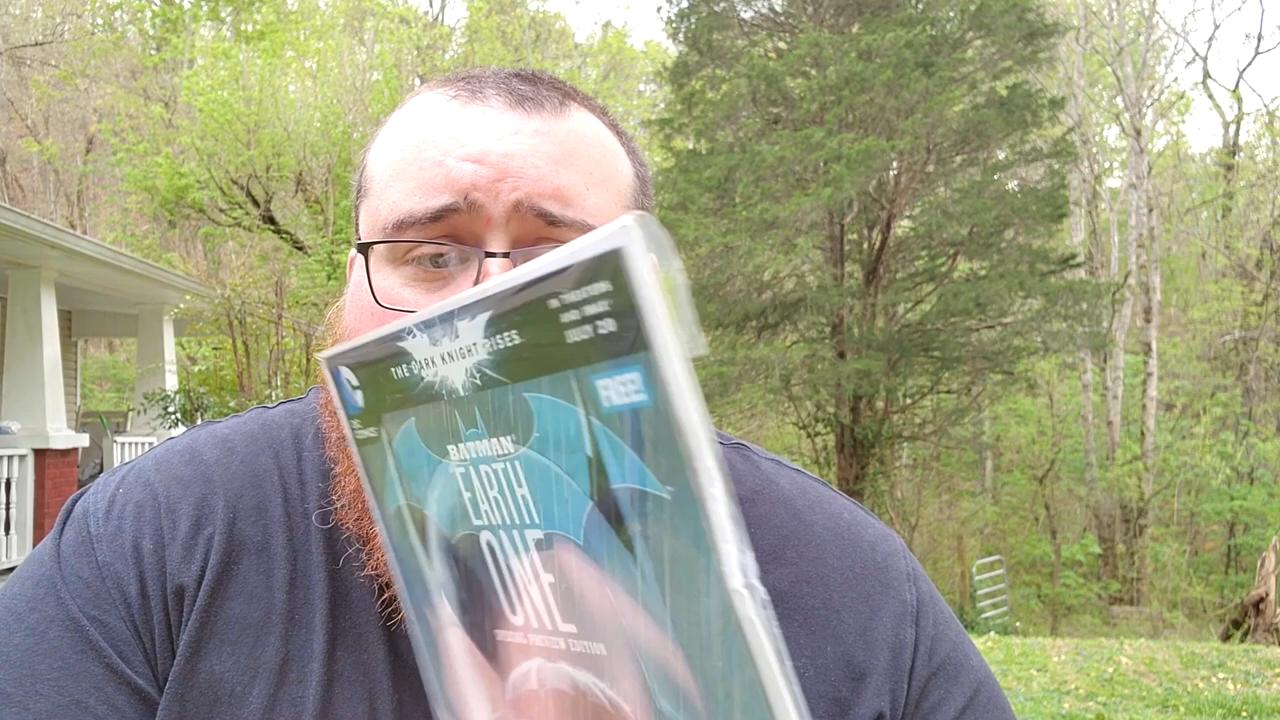 THE DARK KNIGHT RISES
IN THEATERS
AND IMAX
JULY 20
FREE!
BATMAN
EARTH
ONE
SPECIAL PREVIEW EDITION